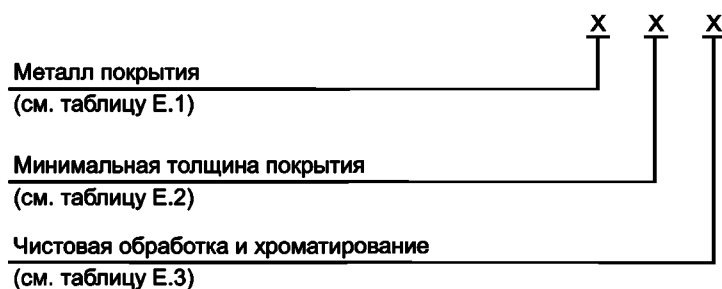 X X X
Металл покрытия
(см. таблицу Е.1)
Минимальная толщина покрытия
(см. таблицу Е.2)
Чистовая обработка и хроматирование
(см. таблицу Е.3)